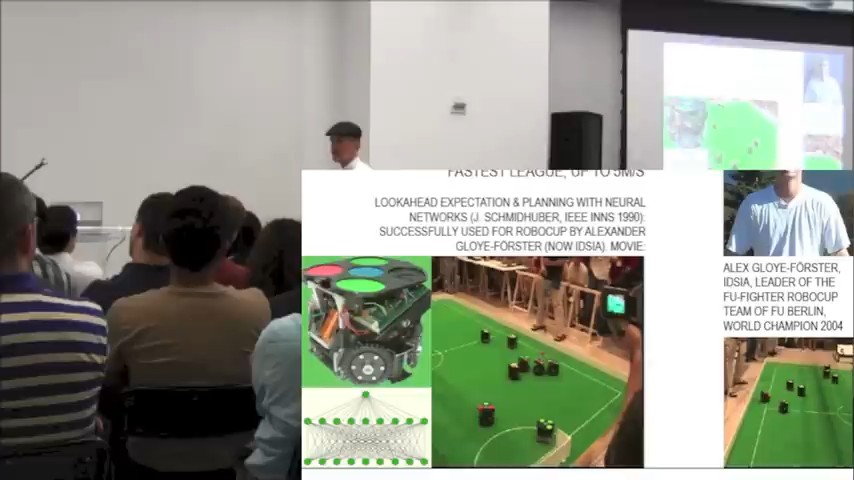 FASTEST LEAGUE, UP TO 5M/S
LOOKAHEAD EXPECTATION & PLANNING WITH NEURAL
NETWORKS (J. SCHMIDHUBER, IEEE INNS 1990):
SUCCESSFULLY USED FOR ROBOCUP BY ALEXANDER
GLOYE-FÖRSTER (NOW IDSIA). MOVIE:
ALEX GLOYE-FÖRSTER,
IDSIA, LEADER OF THE
FU-FIGHTER ROBOCUP
TEAM OF FU BERLIN,
WORLD CHAMPION 2004